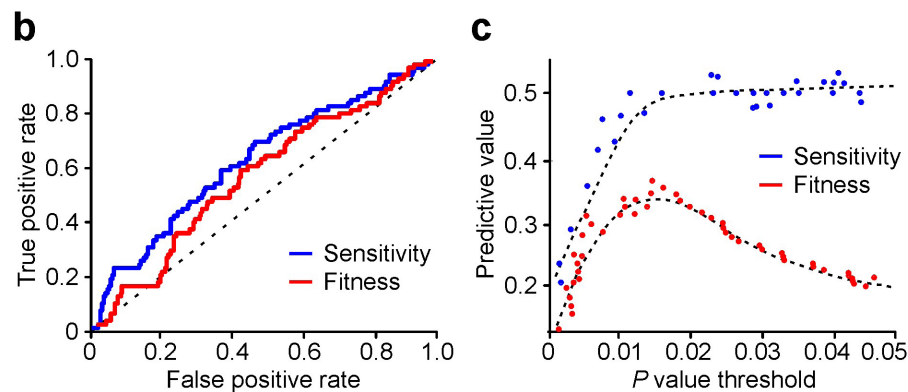 b
1.0
0.8
0.6
0.4
0.2
0
True positive rate
0
0.2
0.4
0.6
0.8
1.0
False positive rate
Sensitivity
Fitness
c
0.5
0.4
0.3
0.2
Predictive value
0
0.01
0.02
0.03
0.04
0.05
P value threshold
Sensitivity
Fitness